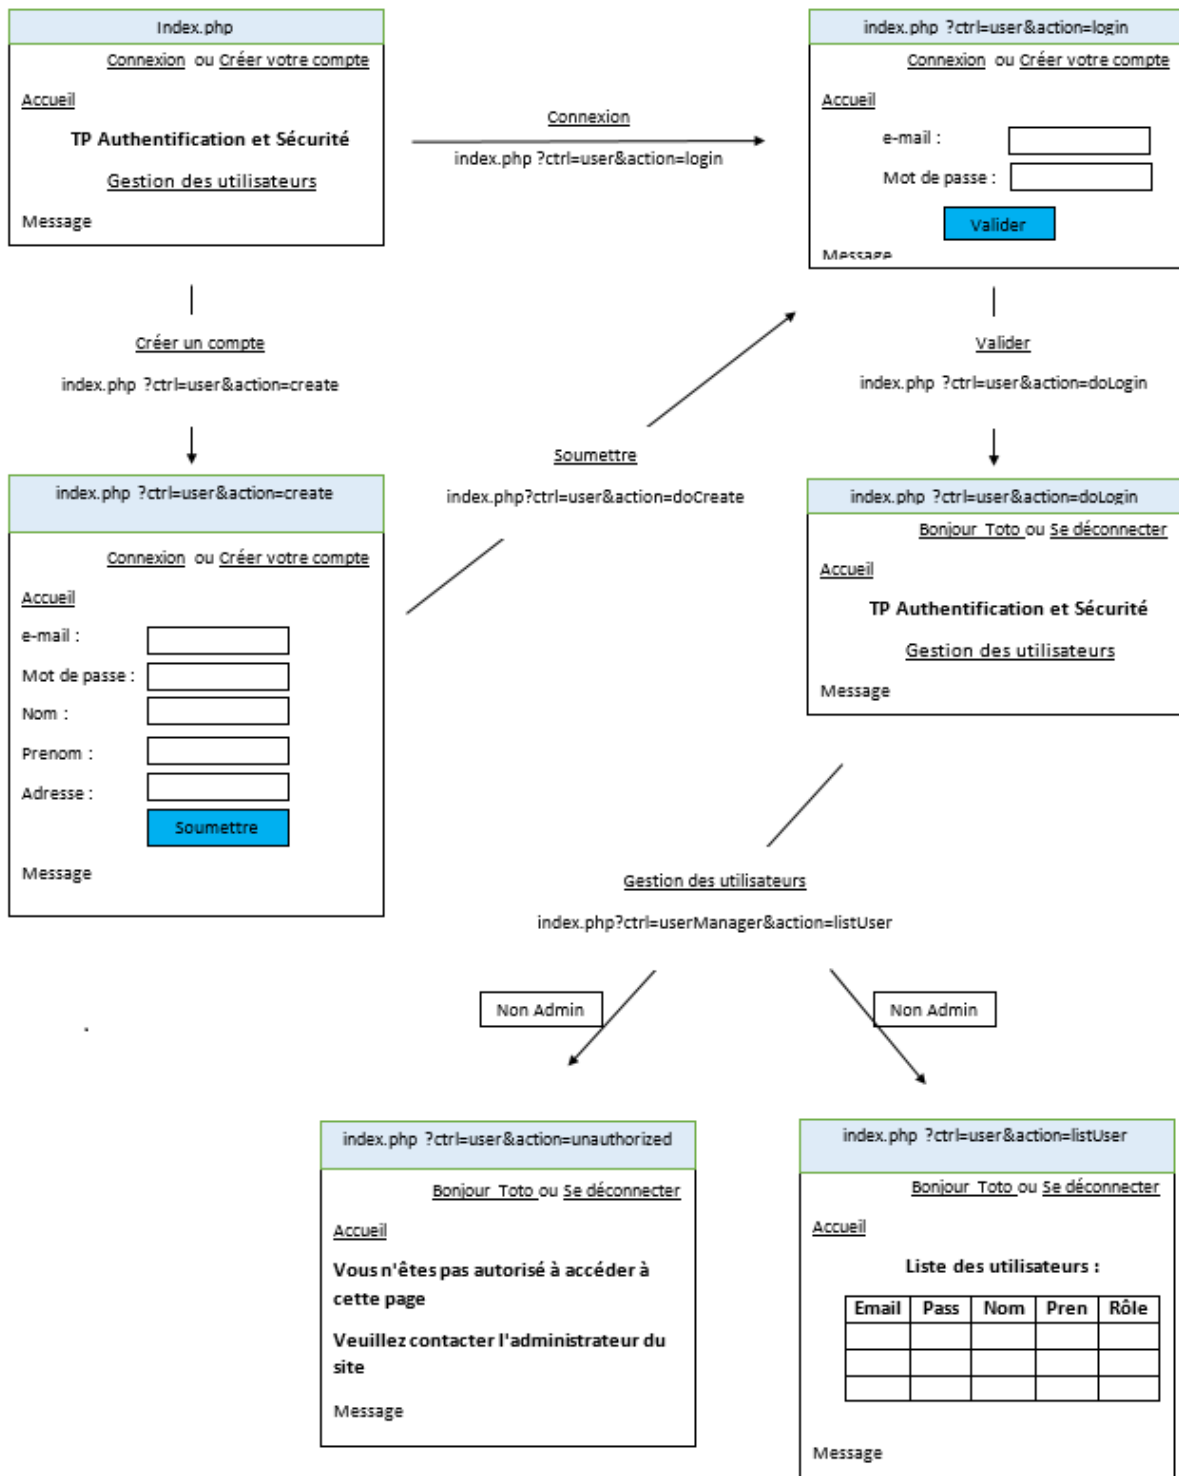 Index.php
Connexion ou Créer votre compte
Accueil
TP Authentification et Sécurité
Gestion des utilisateurs
Message
Connexion
index.php ?ctrl=user&action=login
index.php ?ctrl=user&action=login
Connexion ou Créer votre compte
Accueil
e-mail :
Mot de passe :
Valider
Message
Créer un compte
index.php ?ctrl=user&action=create
Valider
index.php ?ctrl=user&action=doLogin
Soumettre
index.php?ctrl=user&action=doCreate
index.php ?ctrl=user&action=create
Connexion ou Créer votre compte
Accueil
e-mail :
Mot de passe :
Nom :
Prenom :
Adresse :
Soumettre
Message
index.php ?ctrl=user&action=doLogin
Bonjour Toto ou Se déconnecter
Accueil
TP Authentification et Sécurité
Gestion des utilisateurs
Message
Gestion des utilisateurs
index.php?ctrl=userManager&action=listUser
Non Admin
Non Admin
index.php ?ctrl=user&action=unauthorized
Bonjour Toto ou Se déconnecter
Accueil
Vous n'êtes pas autorisé à accéder à
cette page
Veuillez contacter l'administrateur du
site
Message
index.php ?ctrl=user&action=listUser
Bonjour Toto ou Se déconnecter
Accueil
Liste des utilisateurs :
Email Pass Nom Pren Rôle
Message